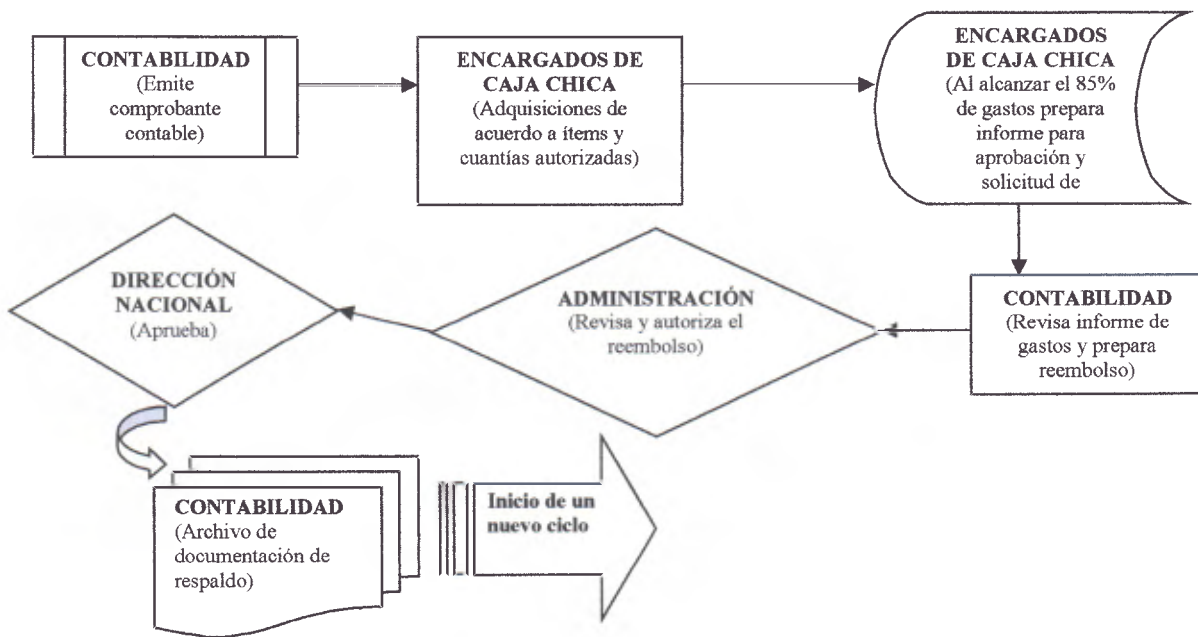 CONTABILIDAD
(Emite
comprobante
contable)
ENCARGADOS DE
CAJA CHICA
(Adquisiciones de
acuerdo a ítems y
cuantías autorizadas)
ENCARGADOS
DE CAJA CHICA
(Al alcanzar el 85%
de gastos prepara
informe para
aprobación y
solicitud de
CONTABILIDAD
(Revisa informe de
gastos y prepara
reembolso)
ADMINISTRACIÓN
(Revisa y autoriza el
reembolso)
DIRECCIÓN
NACIONAL
(Aprueba)
CONTABILIDAD
(Archivo de
documentación de
respaldo)
Inicio de un
nuevo ciclo